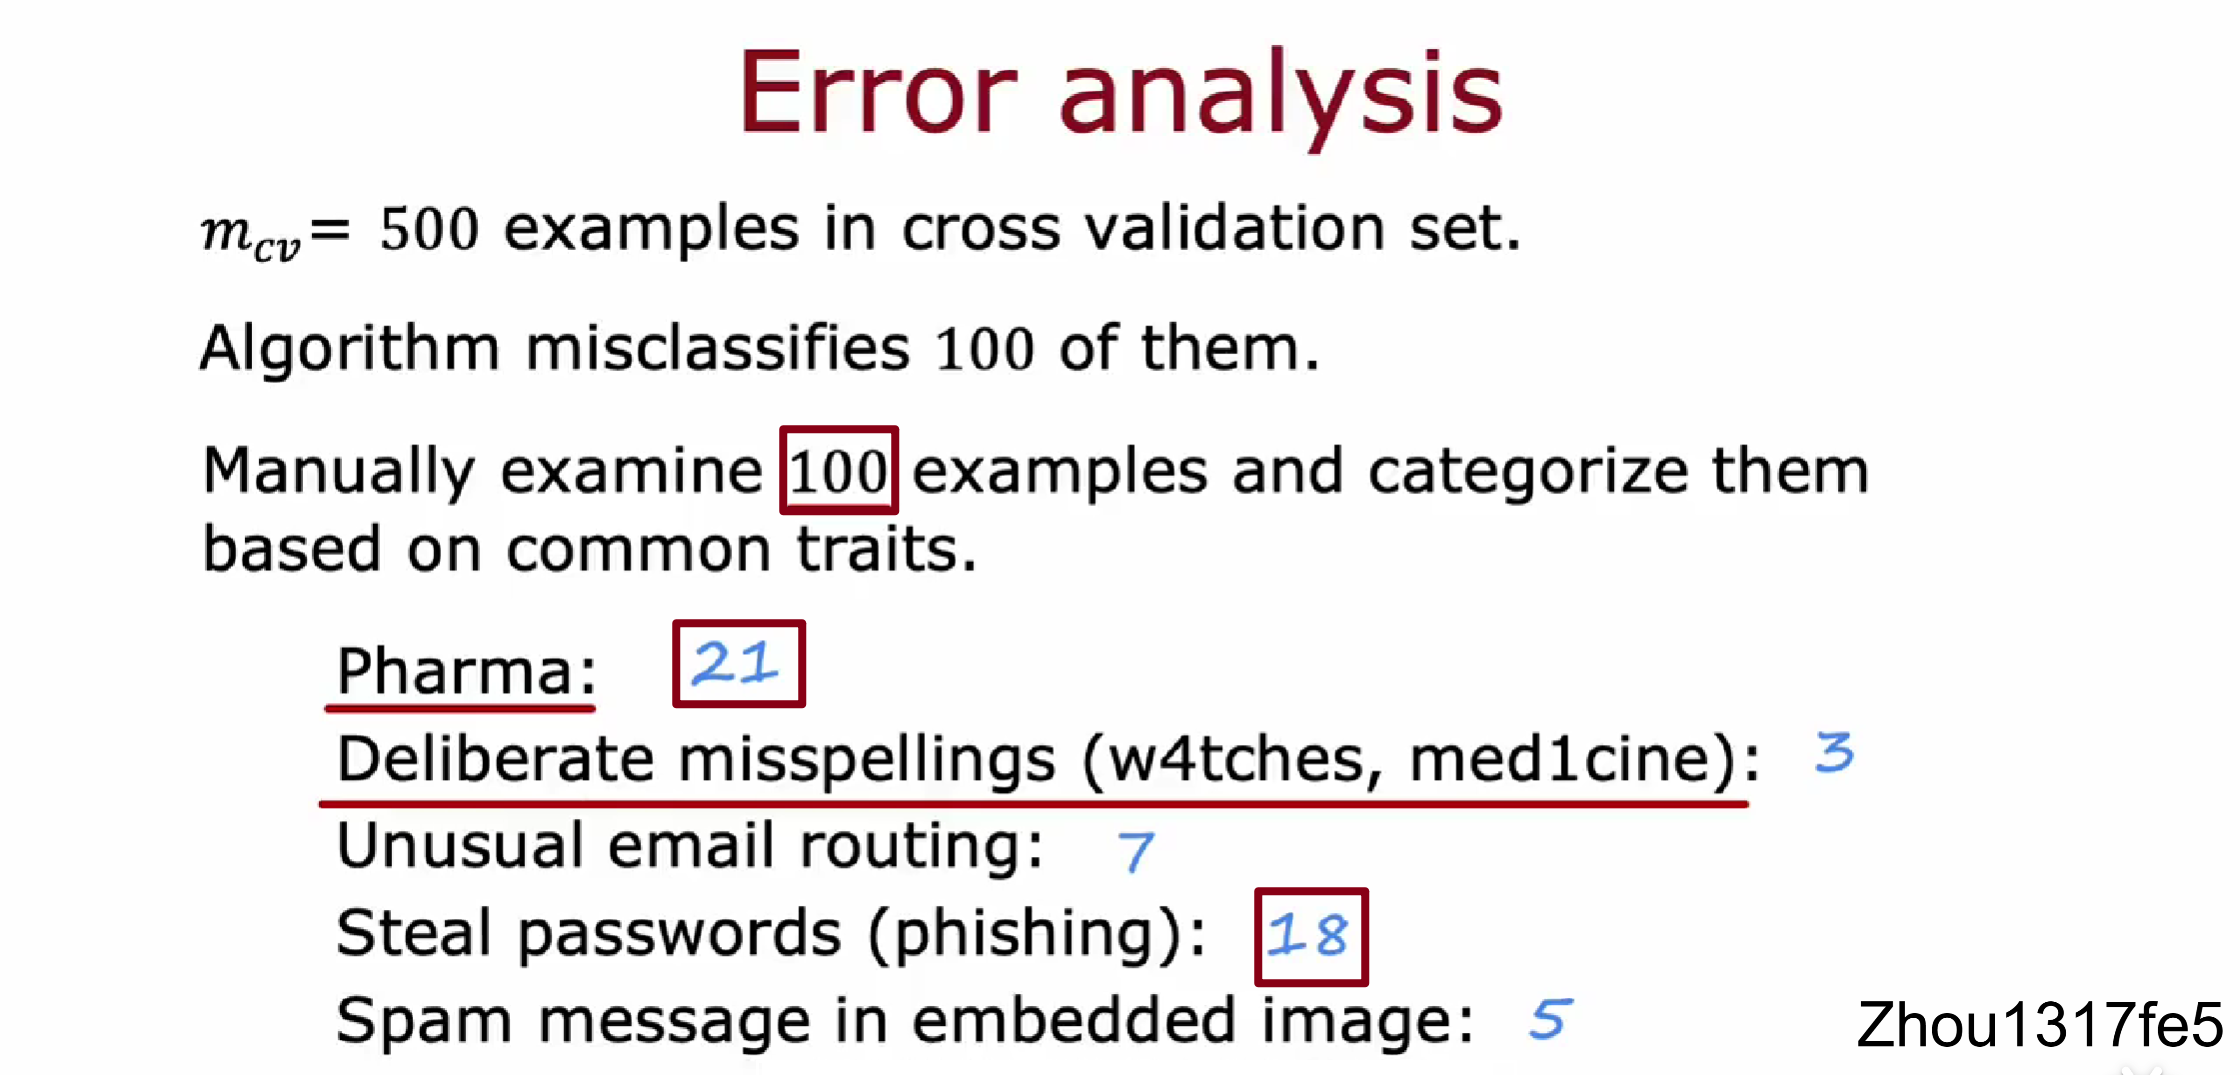 Error analysis
m_cv = 500 examples in cross validation set.
Algorithm misclassifies 100 of them.
Manually examine 100 examples and categorize them
based on common traits.
Pharma: 21
Deliberate misspellings (w4tches, med1cine): 3
Unusual email routing: 7
Steal passwords (phishing): 18
Spam message in embedded image: 5
Zhou1317fe5